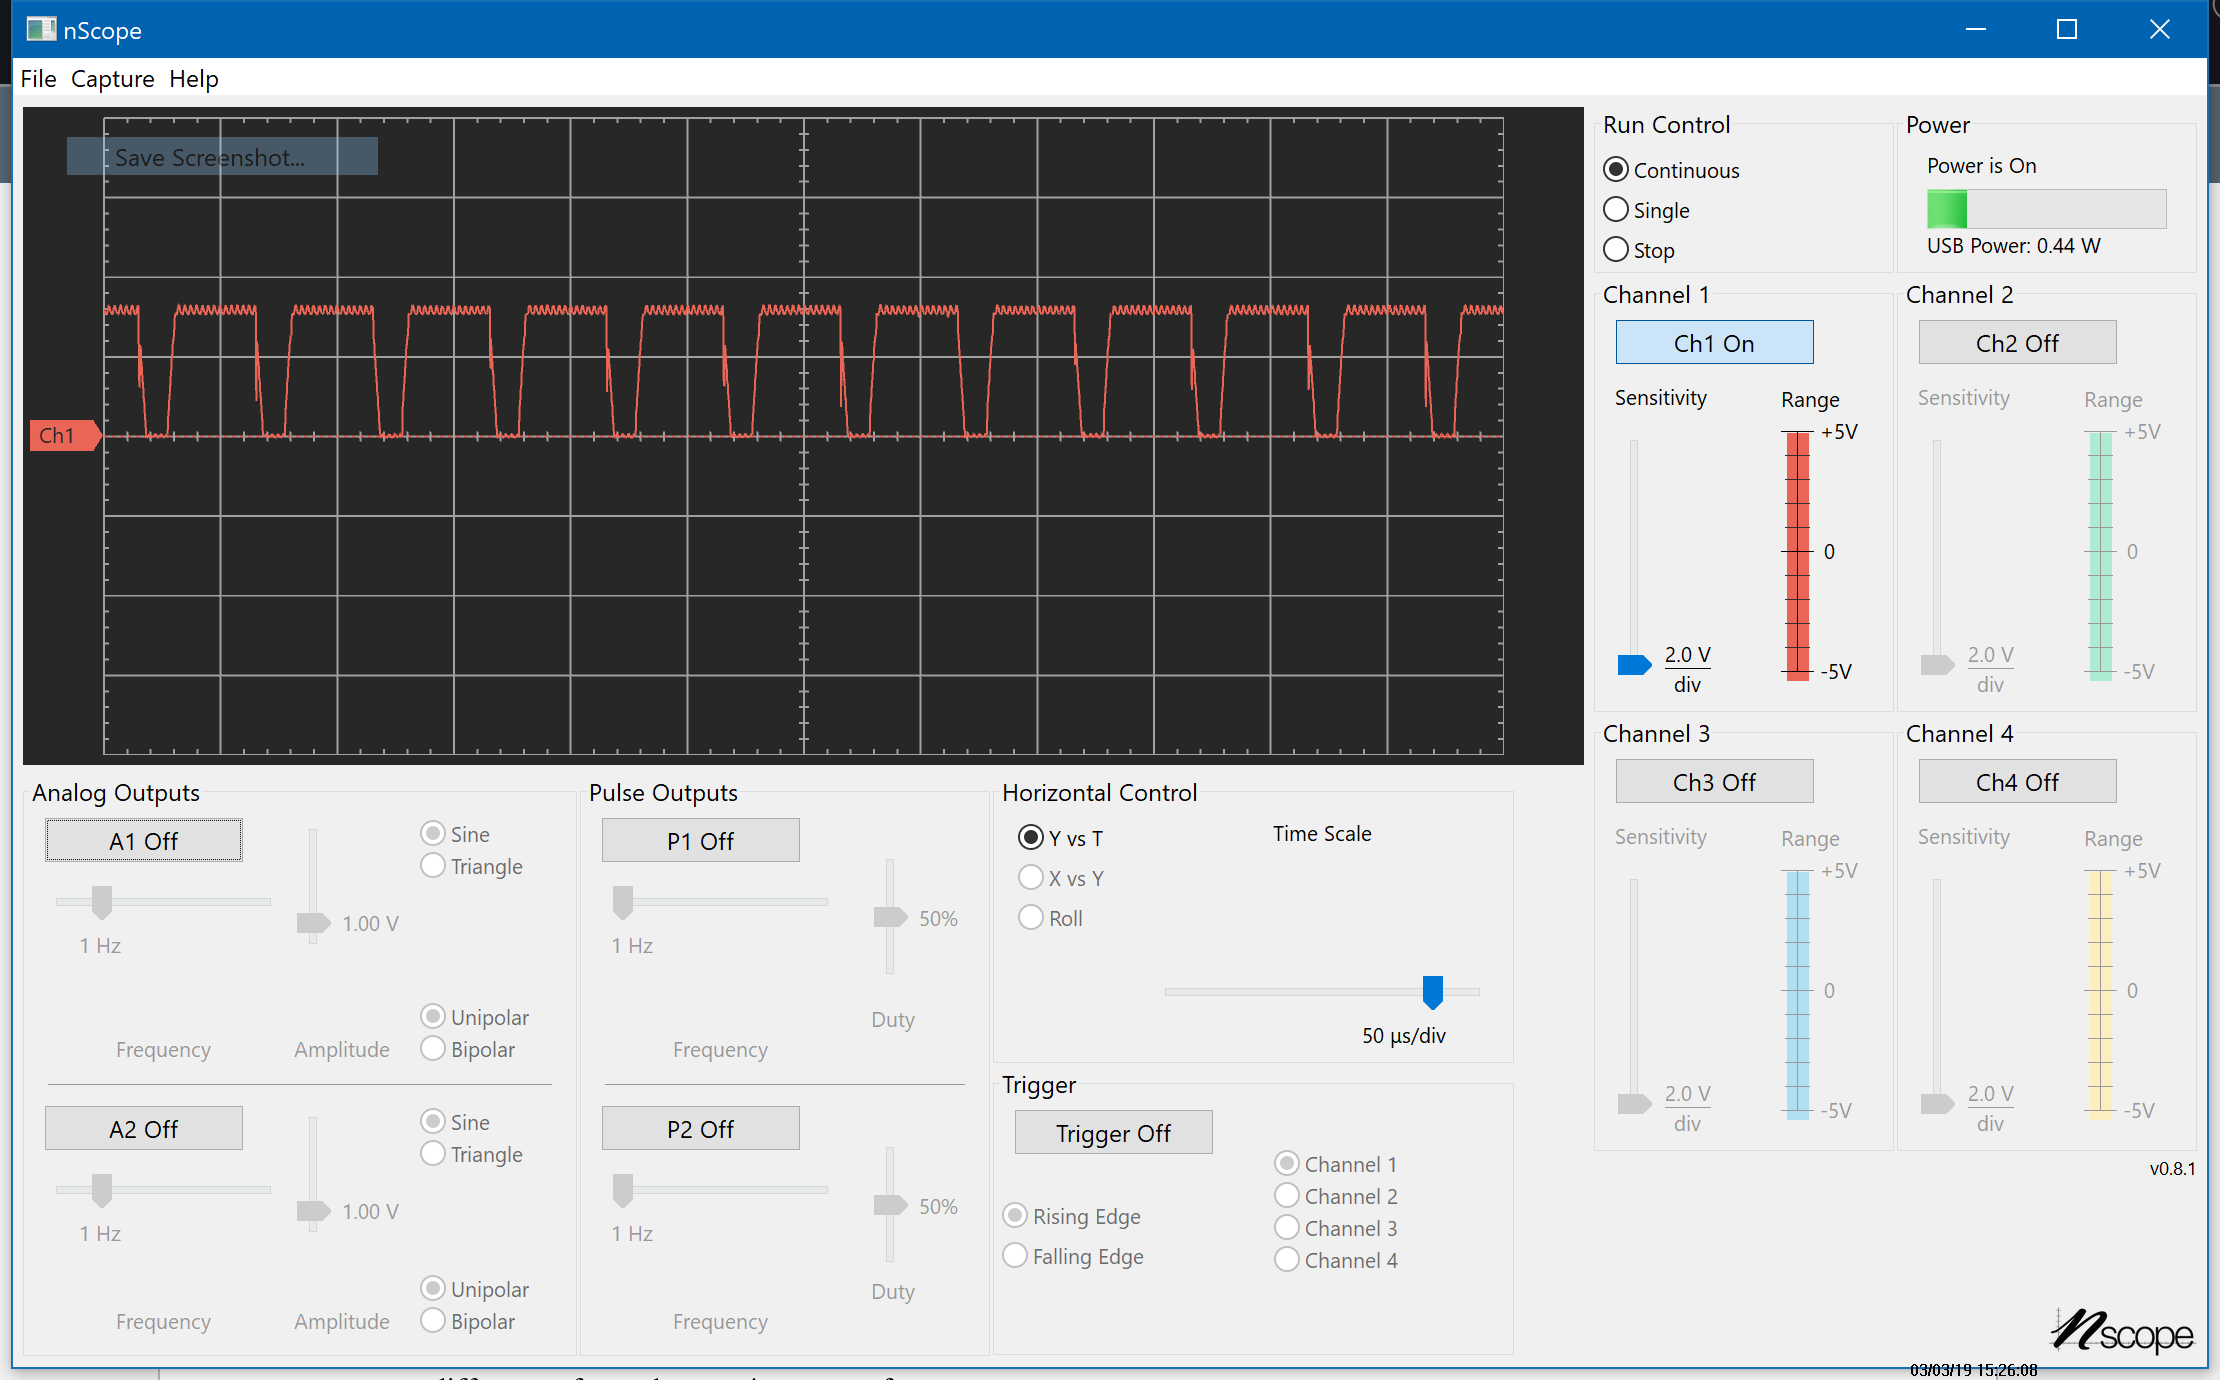 nScope
File Capture Help
Save Screenshot...
Ch1
Run Control
Continuous
Single
Stop
Power
Power is On
USB Power: 0.44 W
Channel 1
Ch1 On
Sensitivity
Range
+5V
0
-5V
2.0 V
div
Channel 2
Ch2 Off
Sensitivity
Range
+5V
0
-5V
2.0 V
div
Channel 3
Ch3 Off
Sensitivity
Range
+5V
0
-5V
2.0 V
div
Channel 4
Ch4 Off
Sensitivity
Range
+5V
0
-5V
2.0 V
div
Analog Outputs
A1 Off
Sine
Triangle
1.00 V
1 Hz
Unipolar
Bipolar
Frequency
Amplitude
A2 Off
Sine
Triangle
1.00 V
1 Hz
Unipolar
Bipolar
Frequency
Amplitude
Pulse Outputs
P1 Off
50%
1 Hz
Duty
Frequency
P2 Off
50%
1 Hz
Duty
Frequency
Horizontal Control
Y vs T
X vs Y
Roll
Time Scale
50 µs/div
Trigger
Trigger Off
Rising Edge
Falling Edge
Channel 1
Channel 2
Channel 3
Channel 4
v0.8.1
nscope
03/03/19 15:26:08